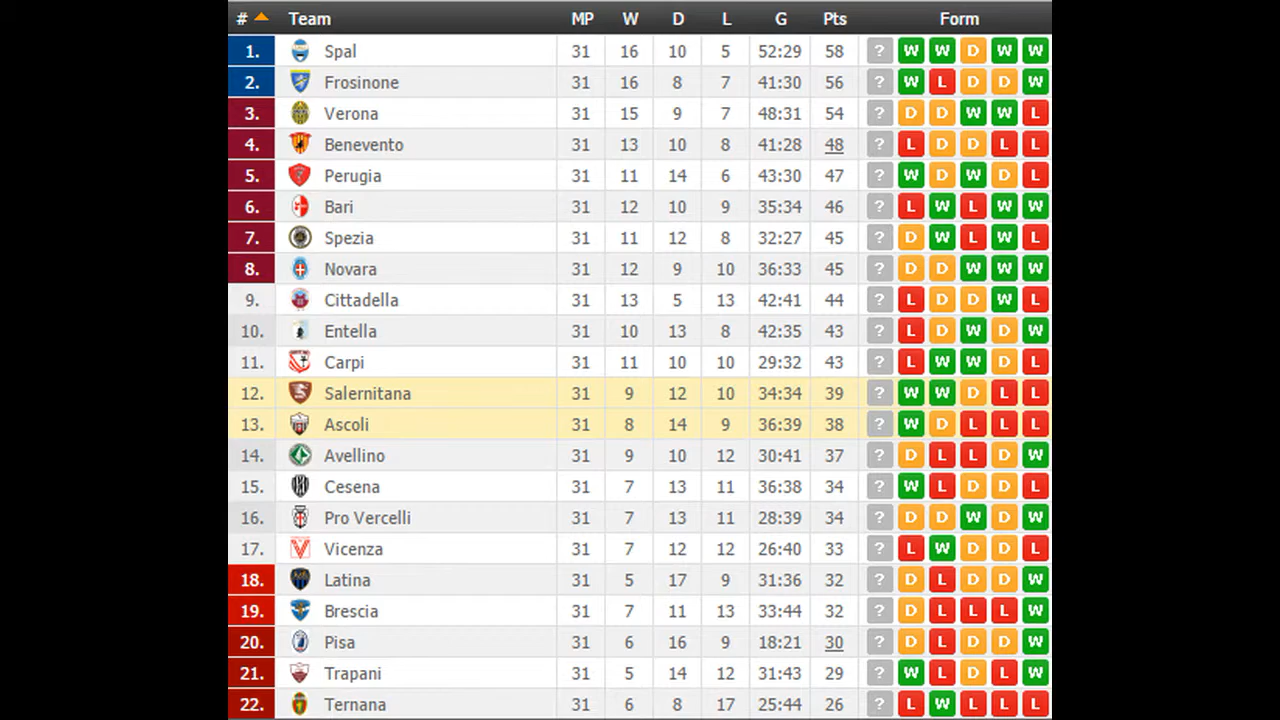 # Team MP W D L G Pts Form
1. Spal 31 16 10 5 52:29 58 ? W W D W W
2. Frosinone 31 16 8 7 41:30 56 ? W L D D W
3. Verona 31 15 9 7 48:31 54 ? D D W W L
4. Benevento 31 13 10 8 41:28 48 ? L D D L L
5. Perugia 31 11 14 6 43:30 47 ? W D W D L
6. Bari 31 12 10 9 35:34 46 ? L W L W W
7. Spezia 31 11 12 8 32:27 45 ? D W L W L
8. Novara 31 12 9 10 36:33 45 ? D D W W W
9. Cittadella 31 13 5 13 42:41 44 ? L D D W L
10. Entella 31 10 13 8 42:35 43 ? L D W D W
11. Carpi 31 11 10 10 29:32 43 ? L W W D L
12. Salernitana 31 9 12 10 34:34 39 ? W W D L L
13. Ascoli 31 8 14 9 36:39 38 ? W D L L L
14. Avellino 31 9 10 12 30:41 37 ? D L L D W
15. Cesena 31 7 13 11 36:38 34 ? W L D D L
16. Pro Vercelli 31 7 13 11 28:39 34 ? D D W D W
17. Vicenza 31 7 12 12 26:40 33 ? L W D D L
18. Latina 31 5 17 9 31:36 32 ? D L D D W
19. Brescia 31 7 11 13 33:44 32 ? D L L L W
20. Pisa 31 6 16 9 18:21 30 ? D L D D W
21. Trapani 31 5 14 12 31:43 29 ? W L D L W
22. Ternana 31 6 8 17 25:44 26 ? L W L L L